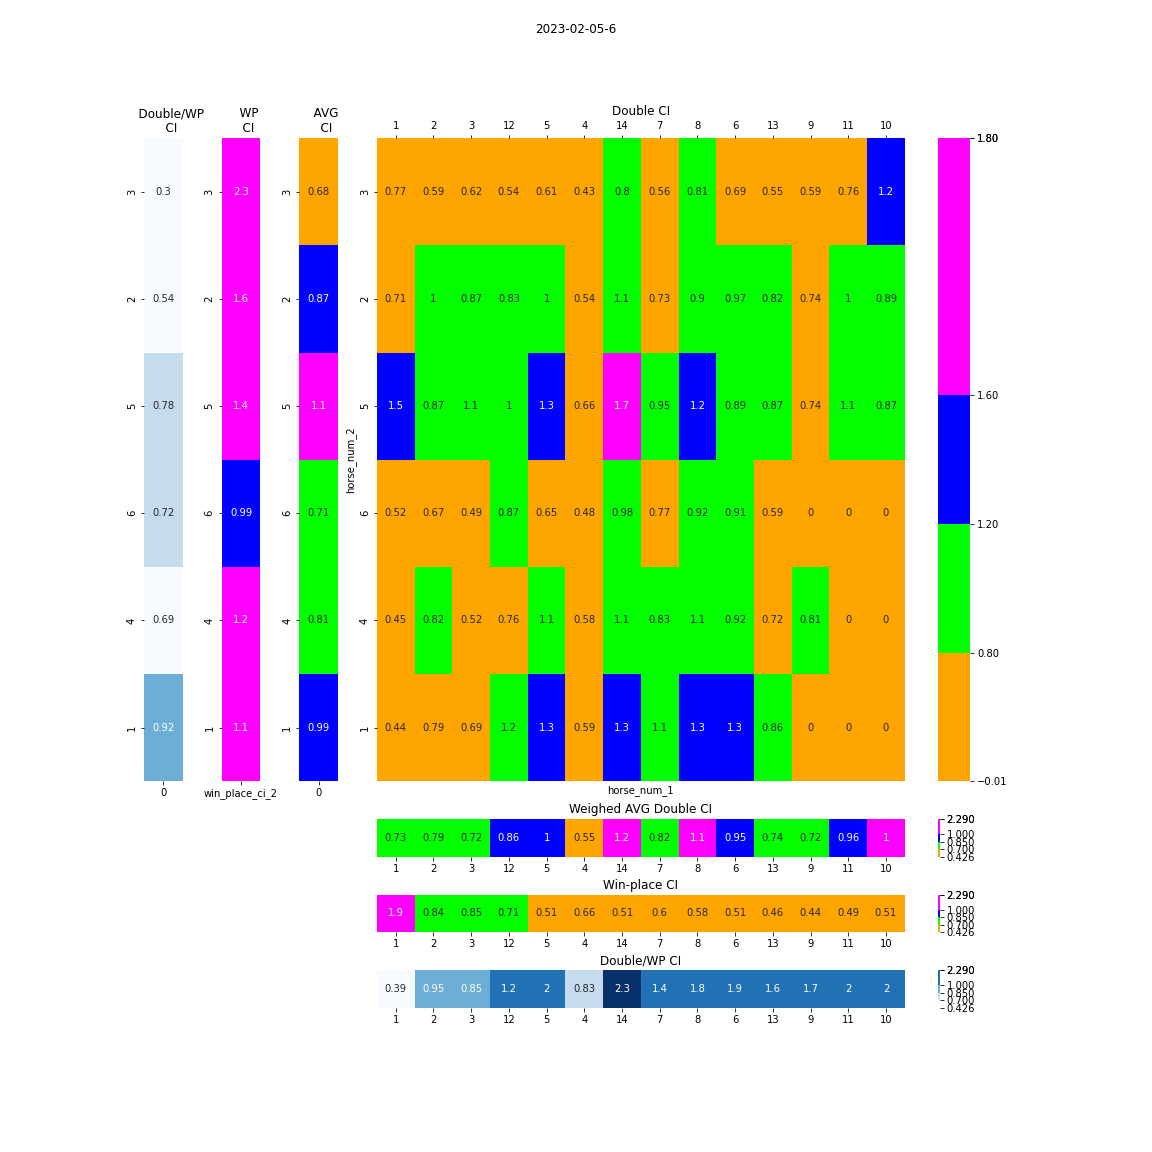 2023-02-05-6
Double/WP CI
WP CI
AVG CI
Double CI
1 2 3 12 5 4 14 7 8 6 13 9 11 10
3 0.3 3 2.3 3 0.68 3 0.77 0.59 0.62 0.54 0.61 0.43 0.8 0.56 0.81 0.69 0.55 0.59 0.76 1.2
2 0.54 2 1.6 2 0.87 2 0.71 1 0.87 0.83 1 0.54 1.1 0.73 0.9 0.97 0.82 0.74 1 0.89
5 0.78 5 1.4 5 1.1 5 1.5 0.87 1.1 1 1.3 0.66 1.7 0.95 1.2 0.89 0.87 0.74 1.1 0.87
horse_num_2
6 0.72 6 0.99 6 0.71 6 0.52 0.67 0.49 0.87 0.65 0.48 0.98 0.77 0.92 0.91 0.59 0 0 0
4 0.69 4 1.2 4 0.81 4 0.45 0.82 0.52 0.76 1.1 0.58 1.1 0.83 1.1 0.92 0.72 0.81 0 0
1 0.92 1 1.1 1 0.99 1 0.44 0.79 0.69 1.2 1.3 0.59 1.3 1.1 1.3 1.3 0.86 0 0 0
0 win_place_ci_2 0 horse_num_1
1.80
1.60
1.20
0.80
−0.01
Weighed AVG Double CI
0.73 0.79 0.72 0.86 1 0.55 1.2 0.82 1.1 0.95 0.74 0.72 0.96 1
1 2 3 12 5 4 14 7 8 6 13 9 11 10
2.290
1.000
0.850
0.700
0.426
Win-place CI
1.9 0.84 0.85 0.71 0.51 0.66 0.51 0.6 0.58 0.51 0.46 0.44 0.49 0.51
1 2 3 12 5 4 14 7 8 6 13 9 11 10
2.290
1.000
0.850
0.700
0.426
Double/WP CI
0.39 0.95 0.85 1.2 2 0.83 2.3 1.4 1.8 1.9 1.6 1.7 2 2
1 2 3 12 5 4 14 7 8 6 13 9 11 10
2.290
1.000
0.850
0.700
0.426